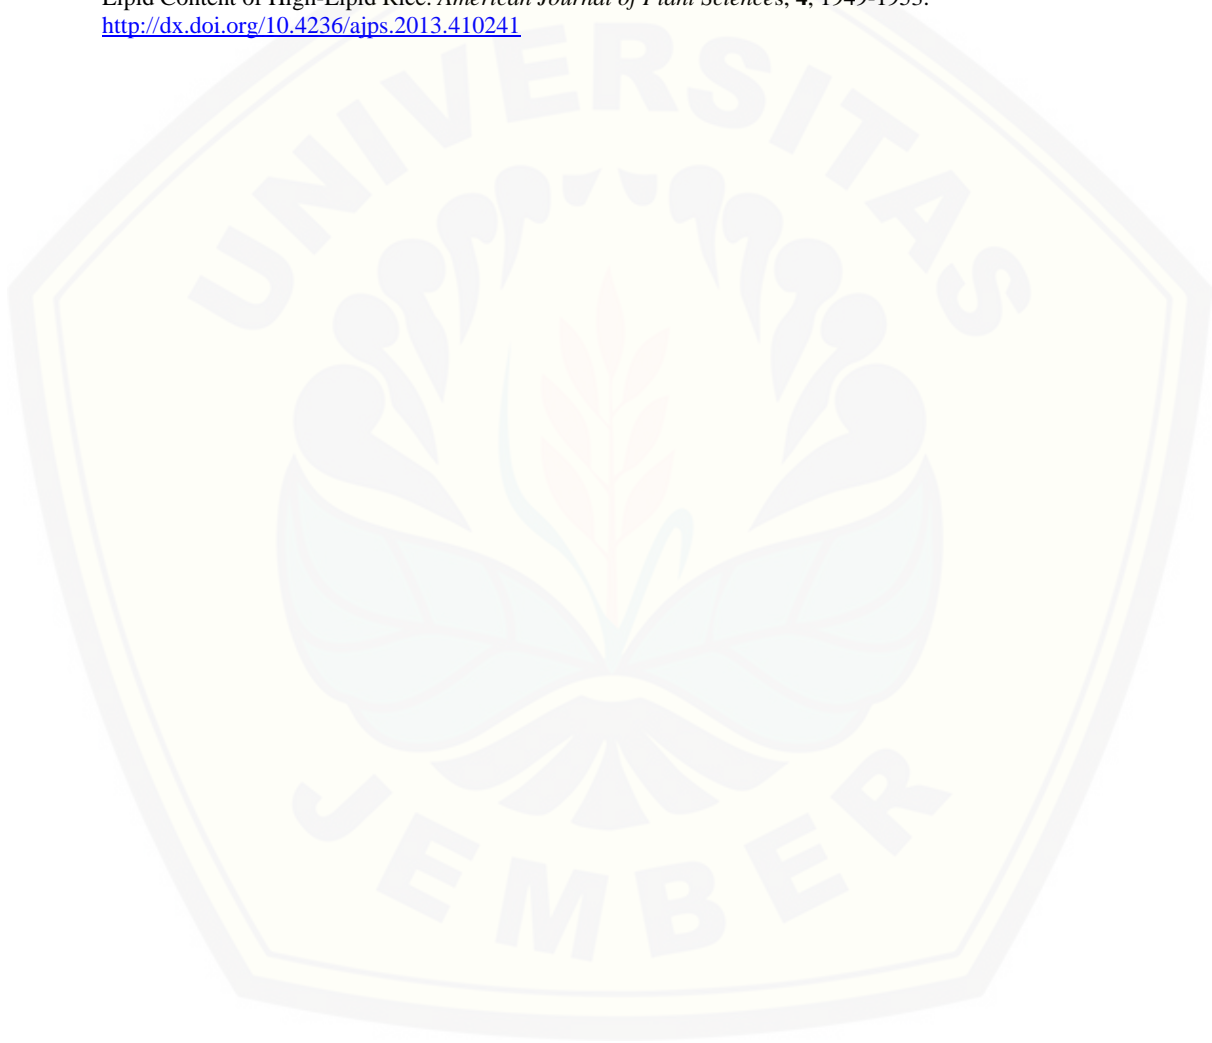 Lipid Content of High-Lipid Rice. American Journal of Plant Sciences, 4, 1949-1953.
http://dx.doi.org/10.4236/ajps.2013.410241
UNIVERSITAS
JEMBER